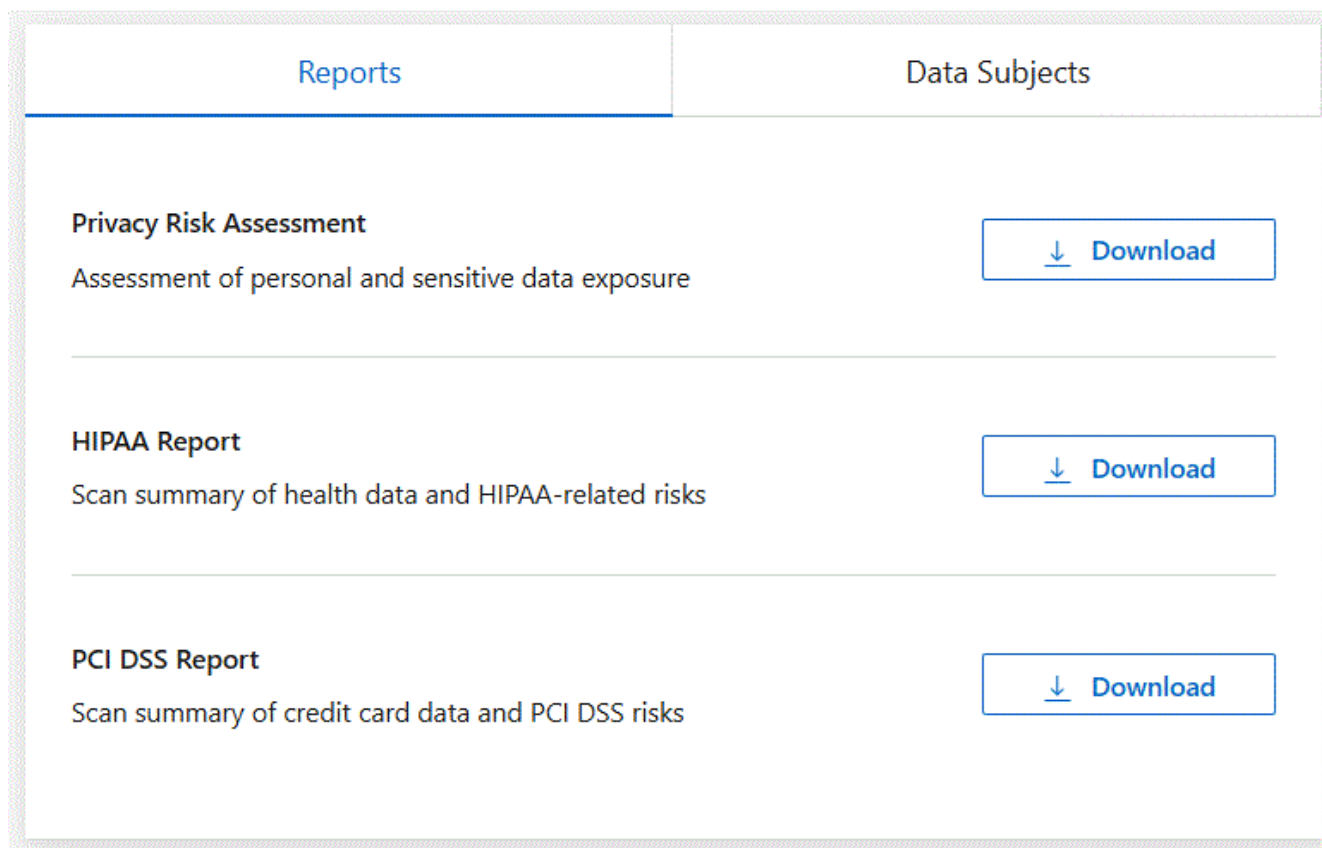 Reports
Data Subjects
Privacy Risk Assessment
Download
Assessment of personal and sensitive data exposure
HIPAA Report
Download
Scan summary of health data and HIPAA-related risks
PCI DSS Report
Download
Scan summary of credit card data and PCI DSS risks